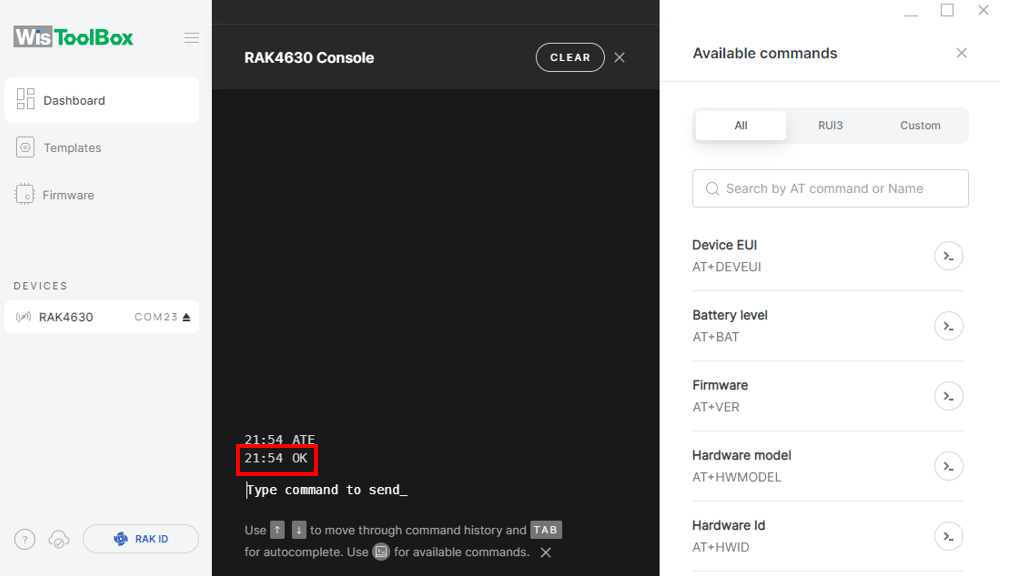 WisToolBox
Dashboard
Templates
Firmware
DEVICES
RAK4630 COM23
? RAK ID
RAK4630 Console CLEAR
21:54 ATE
21:54 OK
Type command to send_
Use ↑ ↓ to move through command history and TAB
for autocomplete. Use for available commands.
Available commands
All RUI3 Custom
Search by AT command or Name
Device EUI
AT+DEVEUI
Battery level
AT+BAT
Firmware
AT+VER
Hardware model
AT+HWMODEL
Hardware Id
AT+HWID